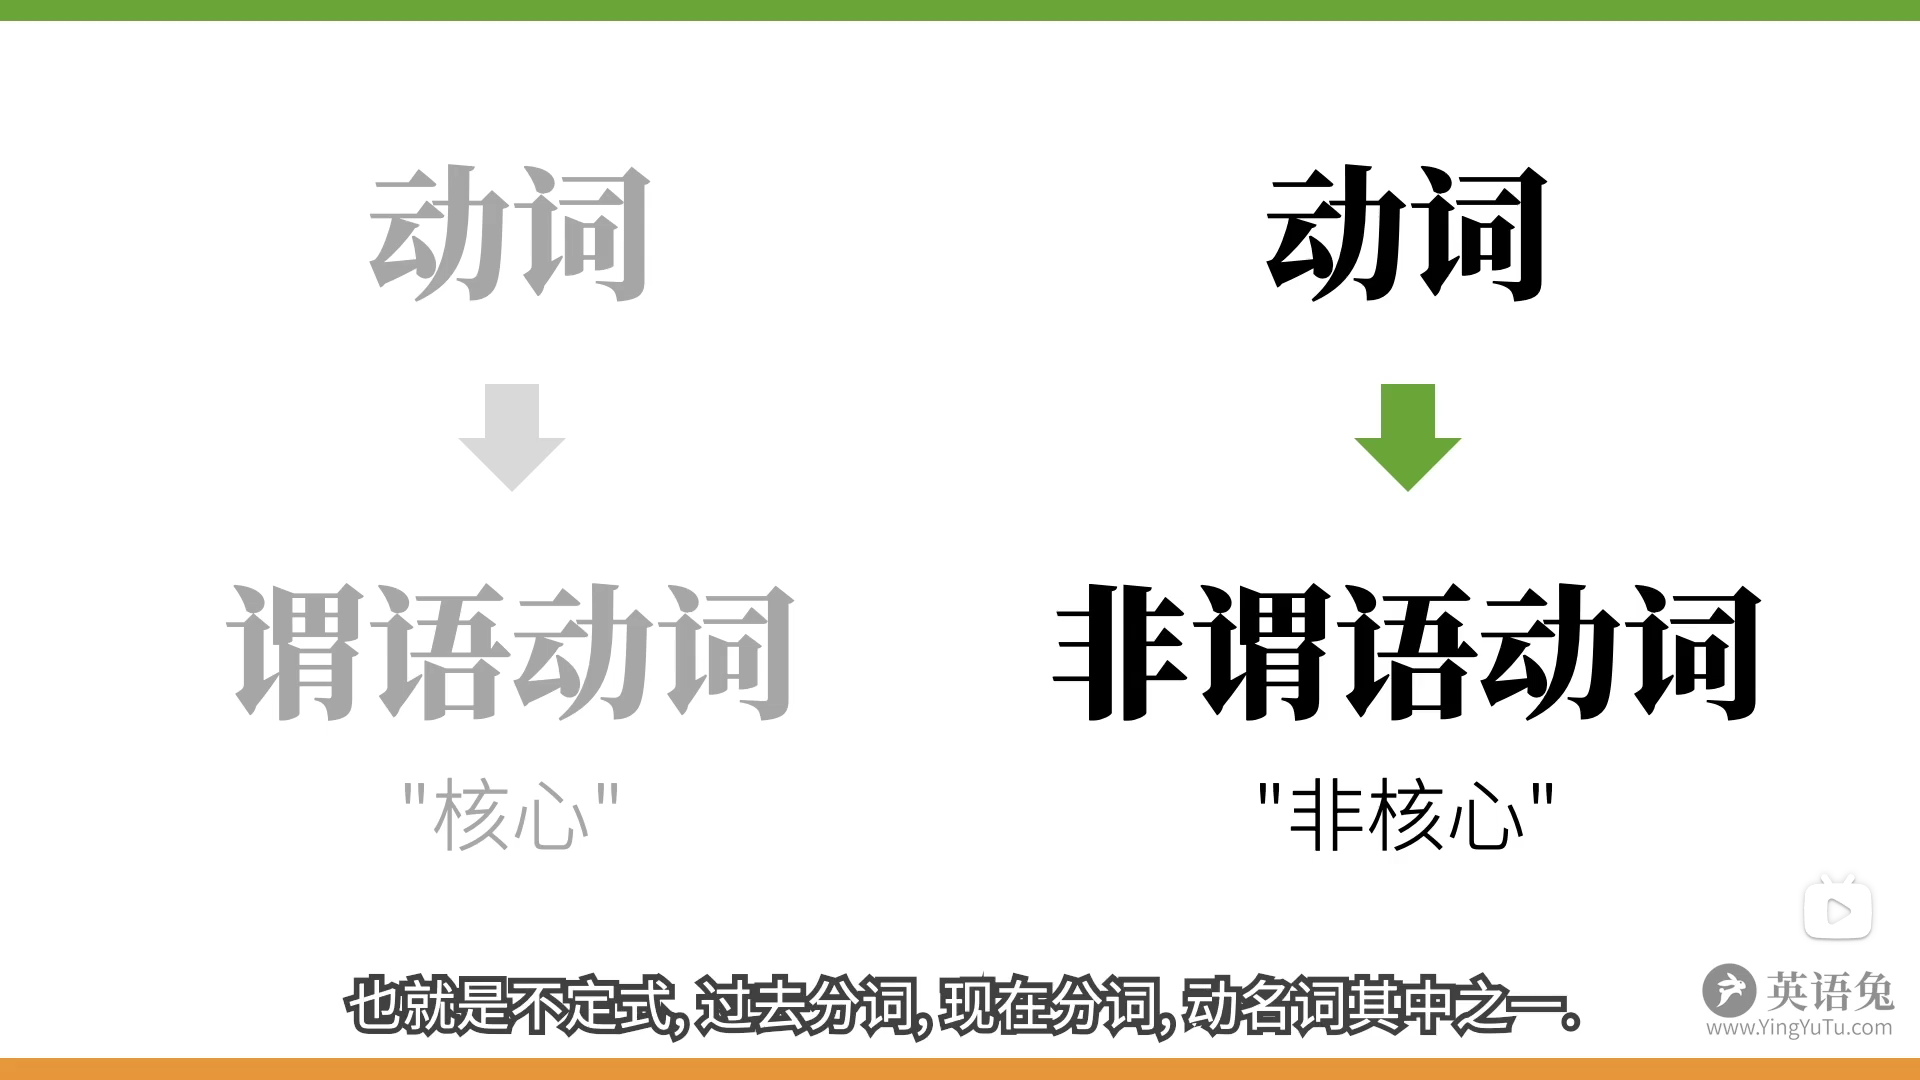 动词
动词
谓语动词
非谓语动词
"核心"
"非核心"
也就是不定式, 过去分词, 现在分词, 动名词其中之一。
英语兔
www.YingYuTu.com